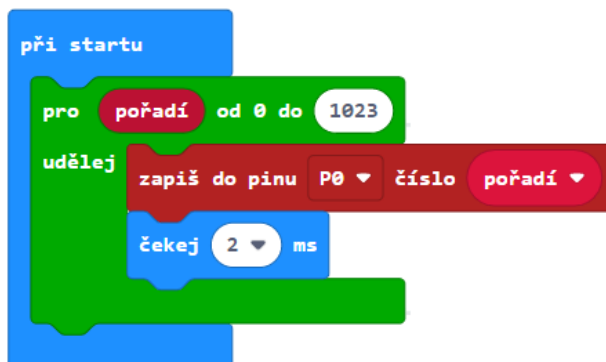 při startu
pro pořadí od 0 do 1023
udělej
zapiš do pinu P0 číslo pořadí
čekej 2 ms